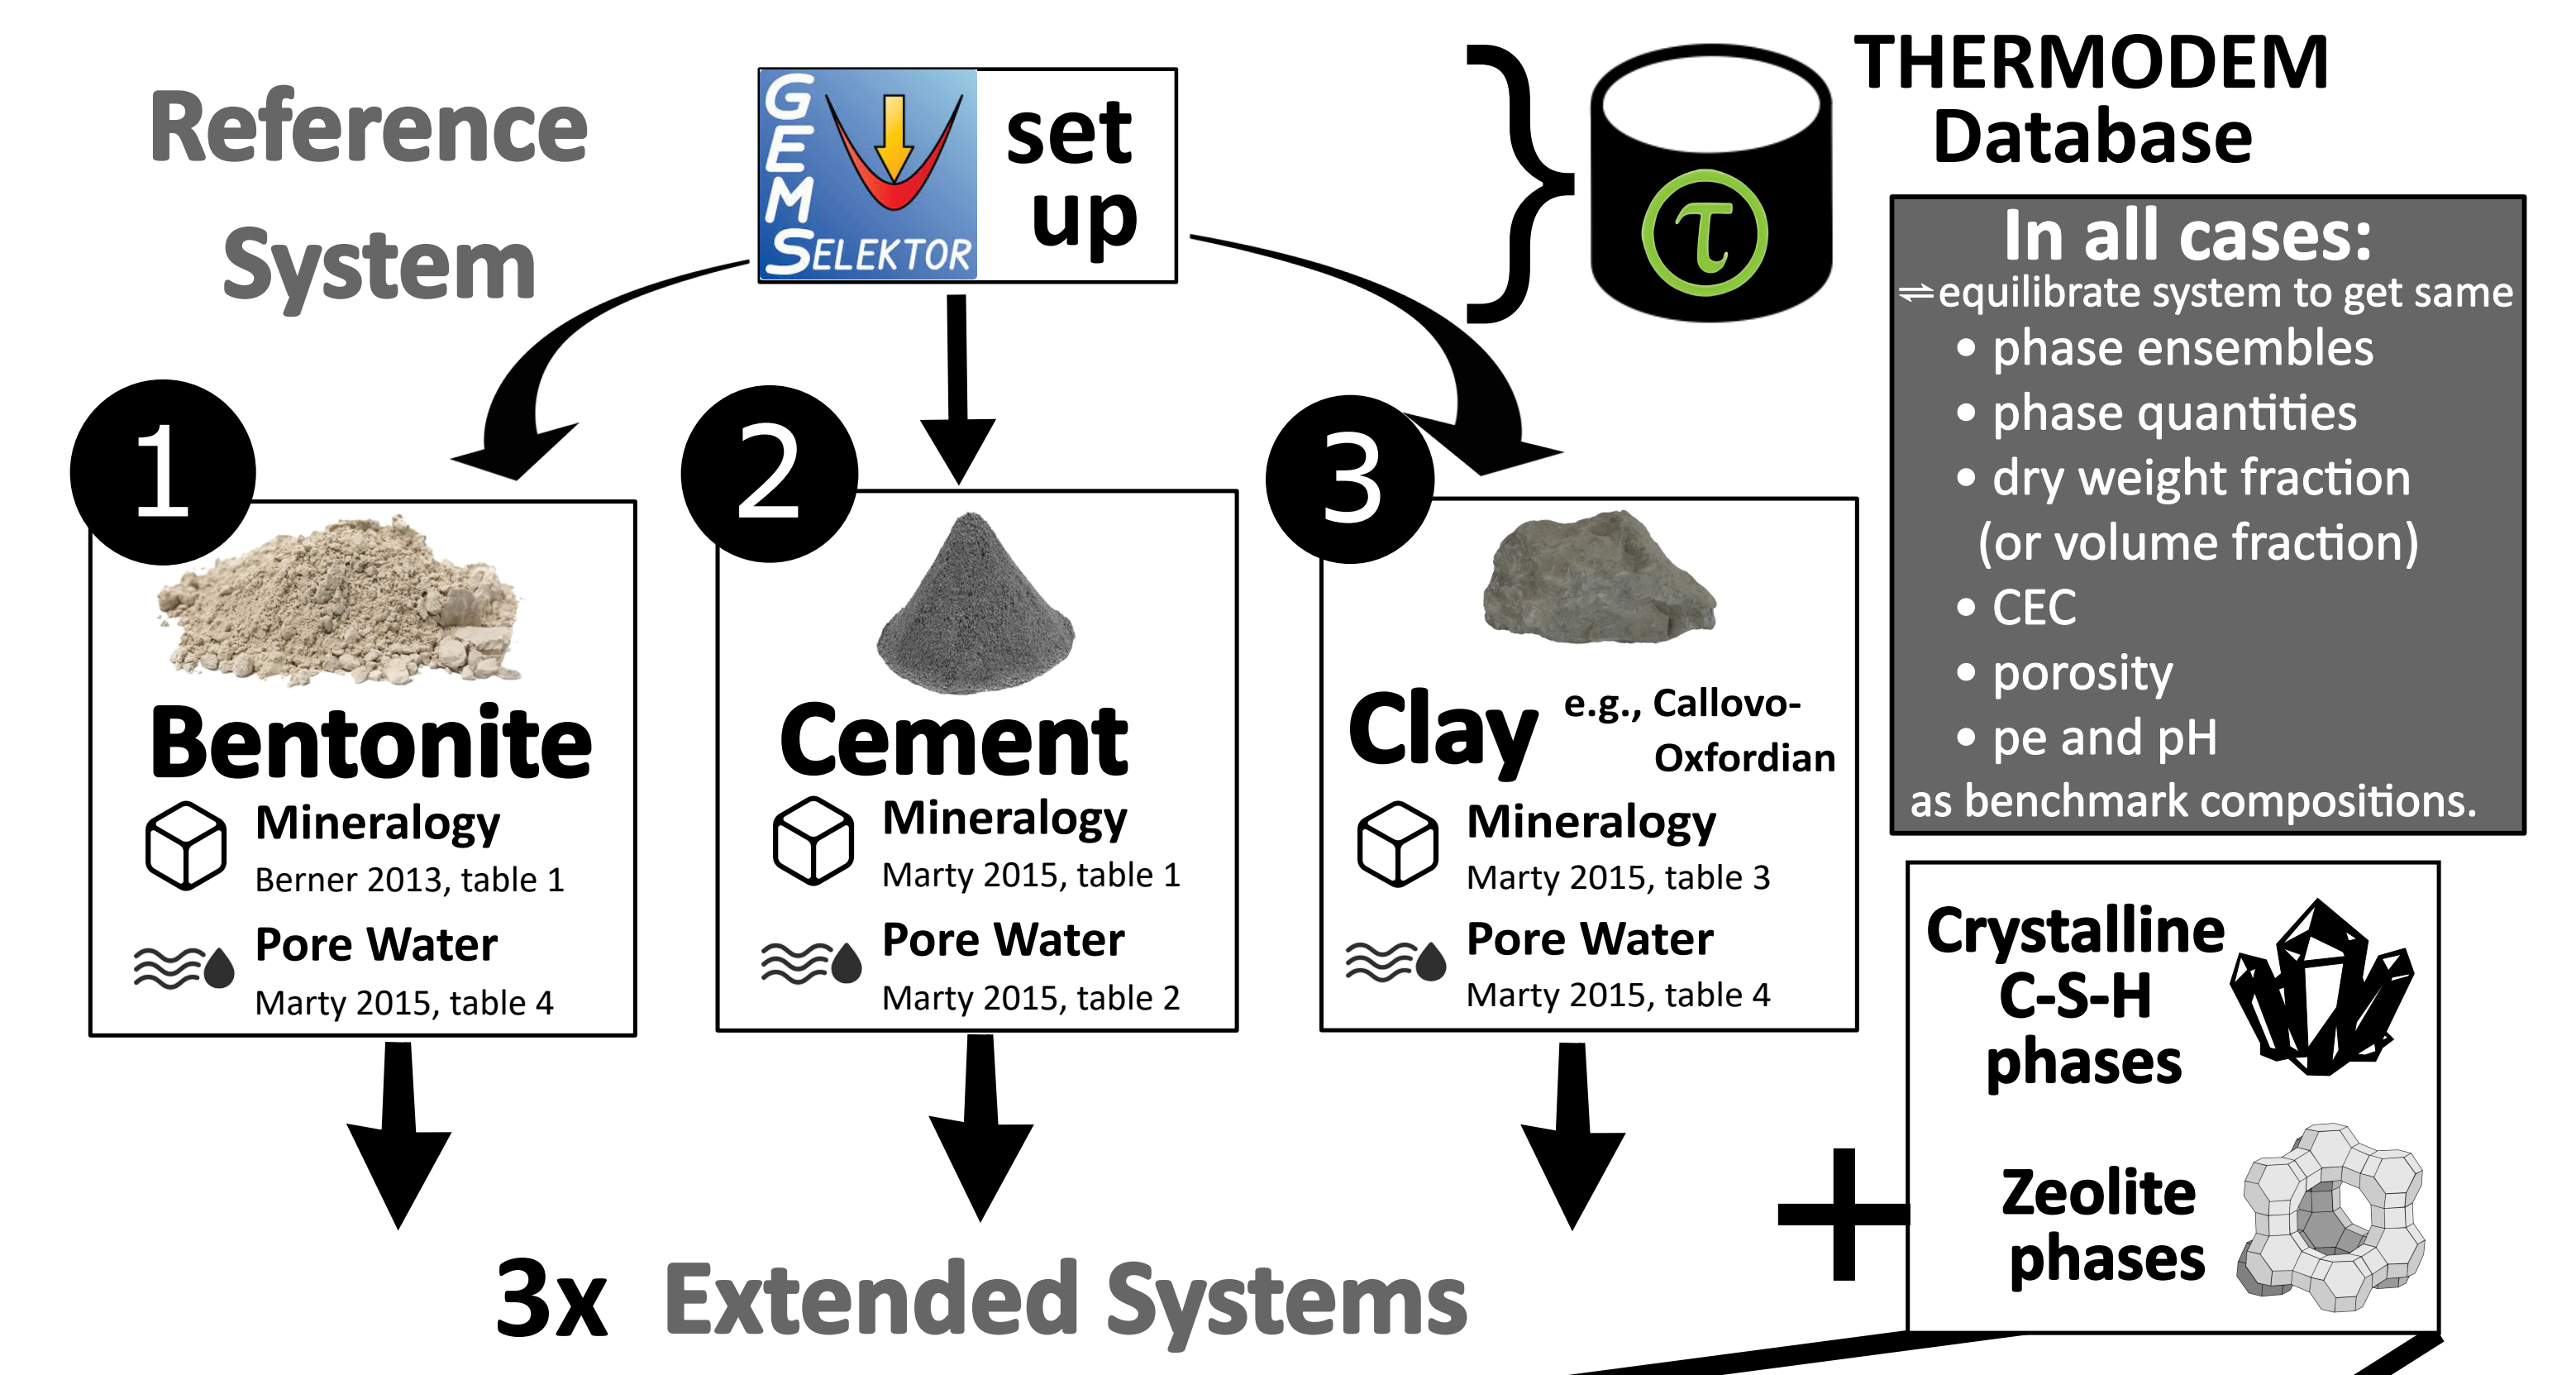 Reference
System
GEMSELEKTOR
set
up
THERMODEM
Database
τ
In all cases:
⇌equilibrate system to get same
• phase ensembles
• phase quantities
• dry weight fraction
(or volume fraction)
• CEC
• porosity
• pe and pH
as benchmark compositions.
1
Bentonite
Mineralogy
Berner 2013, table 1
Pore Water
Marty 2015, table 4
2
Cement
Mineralogy
Marty 2015, table 1
Pore Water
Marty 2015, table 2
3
Clay e.g., Callovo-
Oxfordian
Mineralogy
Marty 2015, table 3
Pore Water
Marty 2015, table 4
+
Crystalline
C-S-H
phases
Zeolite
phases
3x Extended Systems